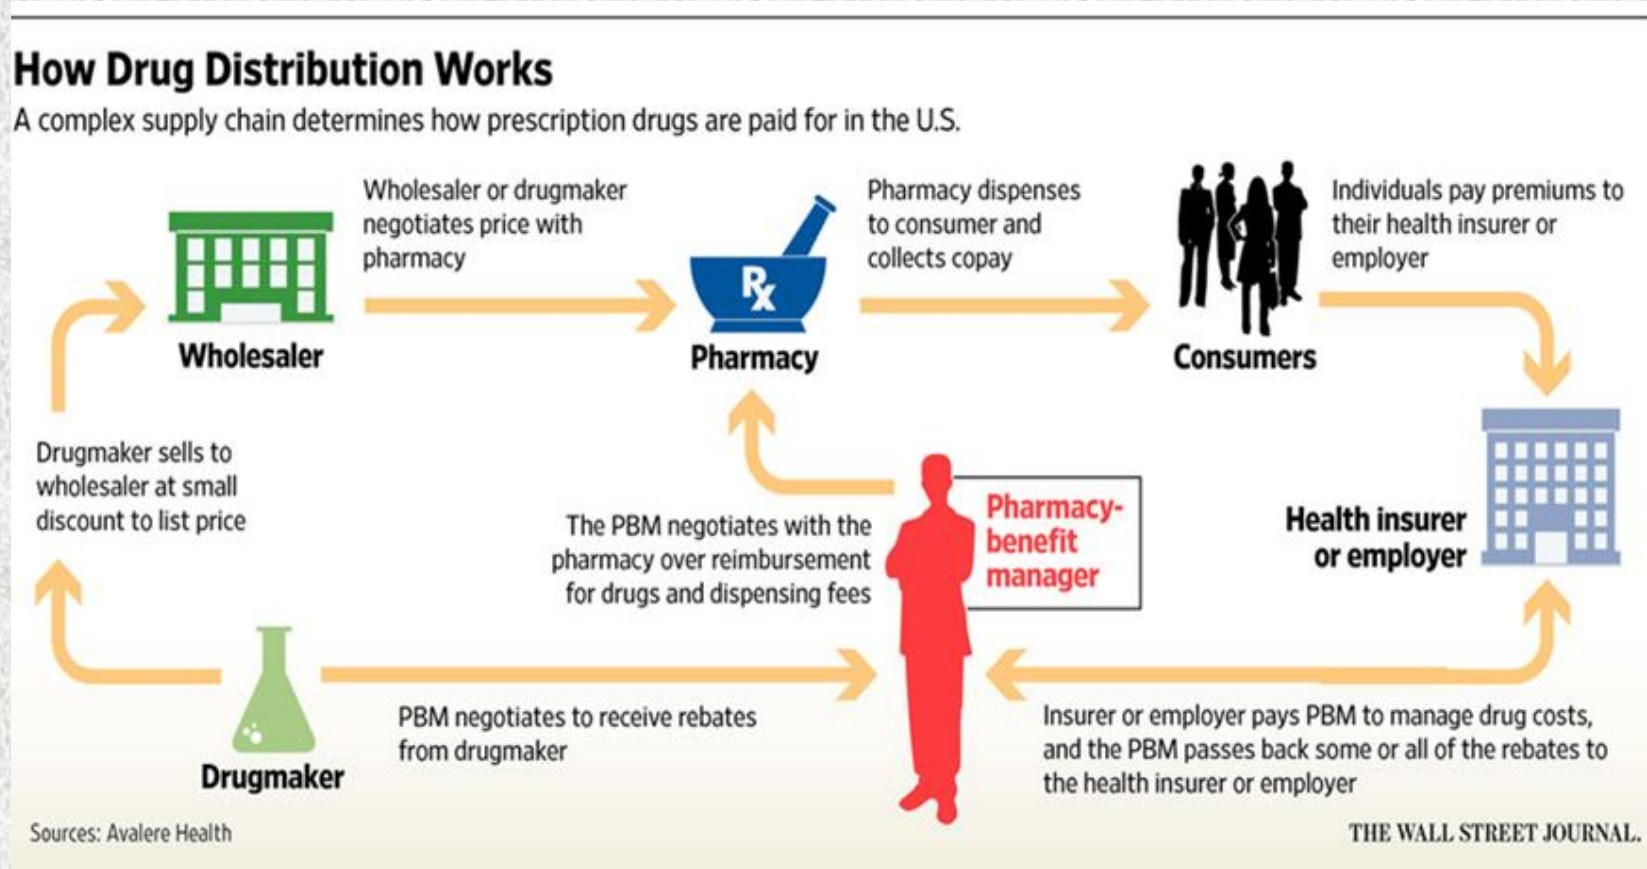 How Drug Distribution Works
A complex supply chain determines how prescription drugs are paid for in the U.S.
Wholesaler or drugmaker
negotiates price with
pharmacy
Pharmacy dispenses
to consumer and
collects copay
Individuals pay premiums to
their health insurer or
employer
Rx
Wholesaler
Pharmacy
Consumers
Drugmaker sells to
wholesaler at small
discount to list price
The PBM negotiates with the
pharmacy over reimbursement
for drugs and dispensing fees
Pharmacy-
benefit
manager
Health insurer
or employer
PBM negotiates to receive rebates
from drugmaker
Insurer or employer pays PBM to manage drug costs,
and the PBM passes back some or all of the rebates to
the health insurer or employer
Drugmaker
Sources: Avalere Health
THE WALL STREET JOURNAL.